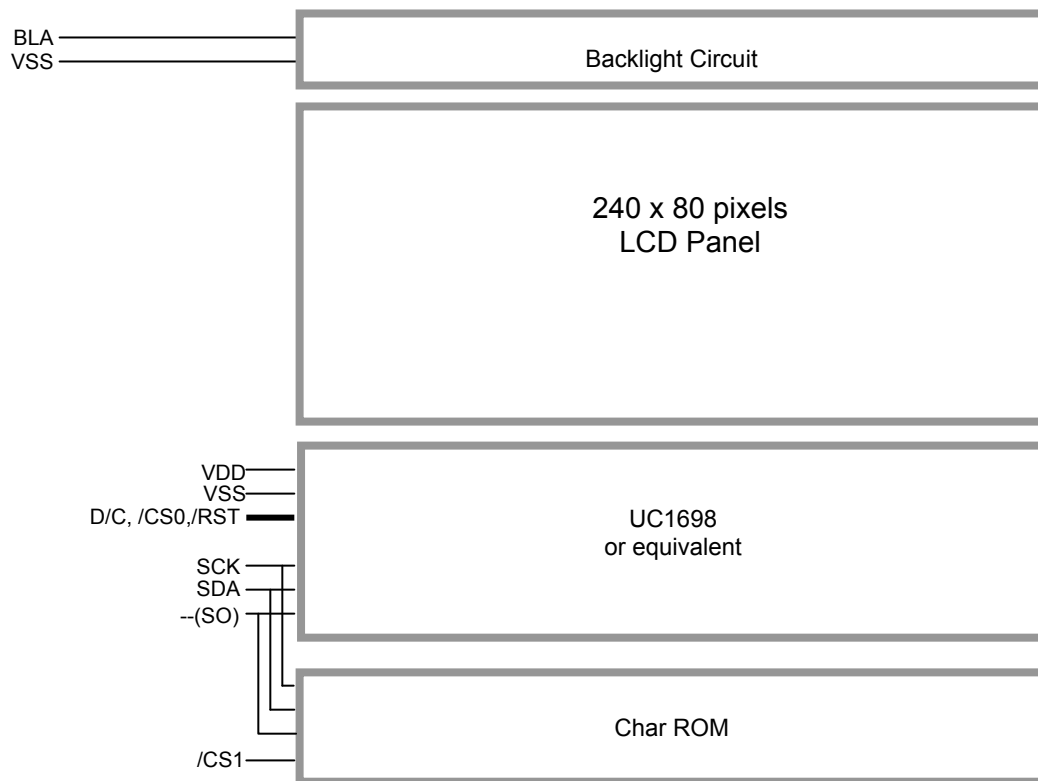 BLA
VSS
Backlight Circuit
240 x 80 pixels
LCD Panel
VDD
VSS
D/C, /CS0,/RST
SCK
SDA
--(SO)
UC1698
or equivalent
Char ROM
/CS1